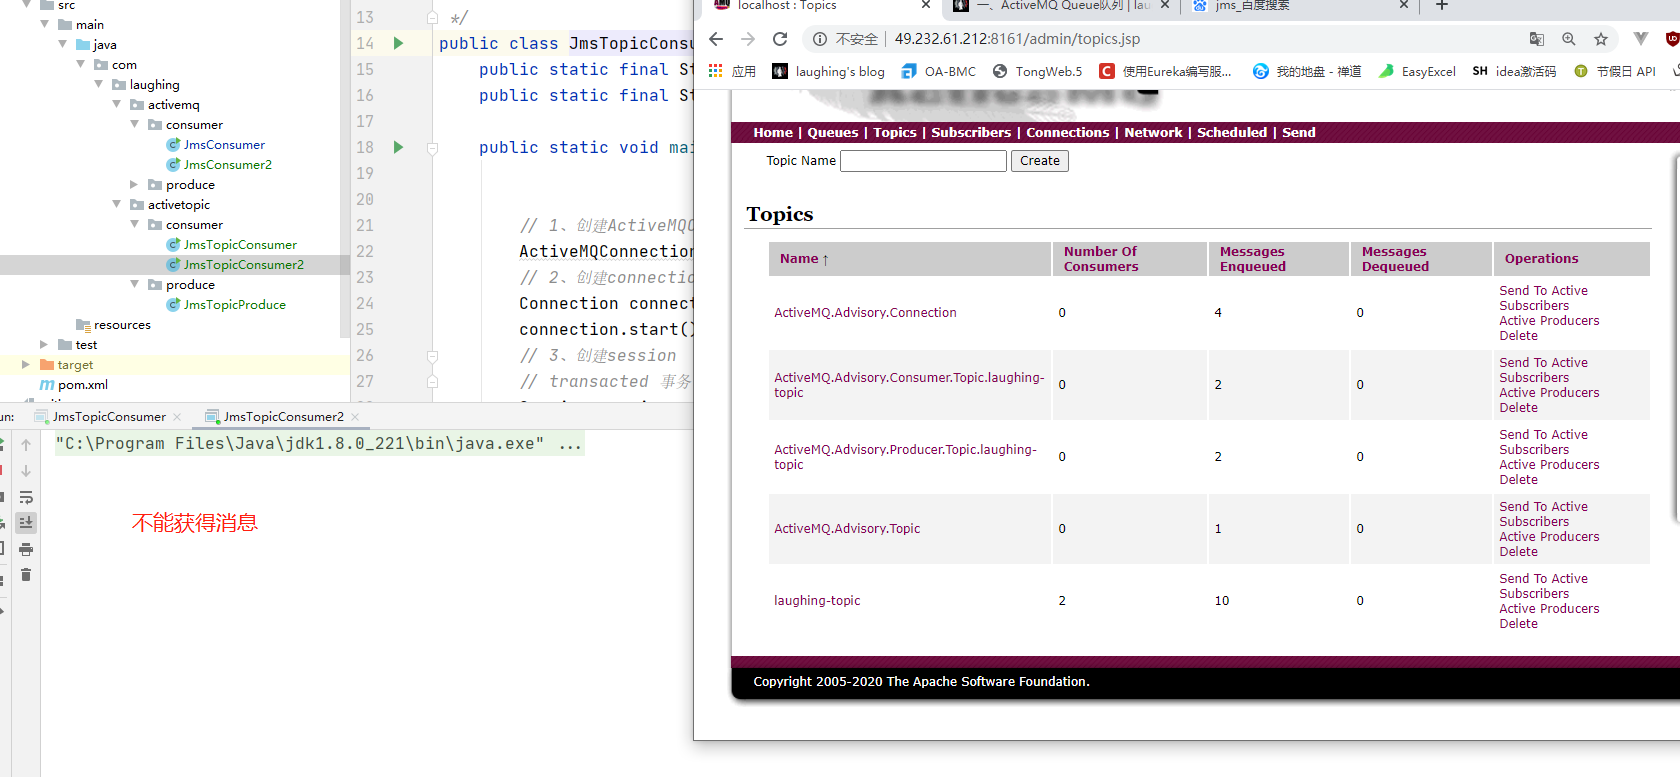 src
main
java
com
laughing
activemq
consumer
JmsConsumer
JmsConsumer2
produce
activetopic
consumer
JmsTopicConsumer
JmsTopicConsumer2
produce
JmsTopicProduce
resources
test
target
pom.xml
13 */
14 public class JmsTopicConsu
15 public static final St
16 public static final St
17
18 public static void mai
19
20
21 // 1、创建ActiveMQC
22 ActiveMQConnection
23 // 2、创建connectio
24 Connection connect
25 connection.start()
26 // 3、创建session
27 // transacted 事务
un: JmsTopicConsumer JmsTopicConsumer2
"C:\Program Files\Java\jdk1.8.0_221\bin\java.exe" ...
不能获得消息
localhost : Topics
一、ActiveMQ Queue队列 | lau
jms_百度搜索
不安全 | 49.232.61.212:8161/admin/topics.jsp
应用 laughing's blog OA-BMC TongWeb.5 使用Eureka编写服... 我的地盘 - 禅道 EasyExcel SH idea激活码 节假日 API
Home | Queues | Topics | Subscribers | Connections | Network | Scheduled | Send
Topic Name Create
Topics
Name ↑ Number Of Consumers Messages Enqueued Messages Dequeued Operations
ActiveMQ.Advisory.Connection 0 4 0
Send To Active
Subscribers
Active Producers
Delete
ActiveMQ.Advisory.Consumer.Topic.laughing-
topic 0 2 0
Send To Active
Subscribers
Active Producers
Delete
ActiveMQ.Advisory.Producer.Topic.laughing-
topic 0 2 0
Send To Active
Subscribers
Active Producers
Delete
ActiveMQ.Advisory.Topic 0 1 0
Send To Active
Subscribers
Active Producers
Delete
laughing-topic 2 10 0
Send To Active
Subscribers
Active Producers
Delete
Copyright 2005-2020 The Apache Software Foundation.